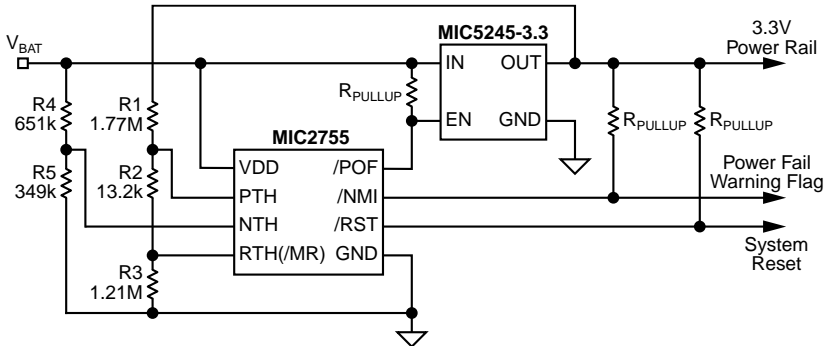 VBAT
R4
651k
R5
349k
R1
1.77M
R2
13.2k
R3
1.21M
MIC2755
VDD
PTH
NTH
RTH(/MR)
/POF
/NMI
/RST
GND
RPULLUP
MIC5245-3.3
IN
OUT
EN
GND
RPULLUP
RPULLUP
3.3V
Power Rail
Power Fail
Warning Flag
System
Reset